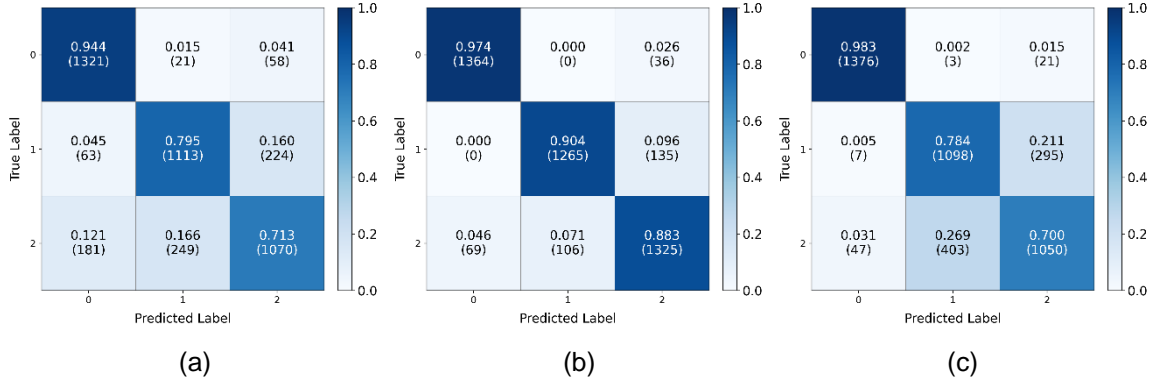 0.944 0.015 0.041
(1321) (21) (58)
0.045 0.795 0.160
(63) (1113) (224)
0.121 0.166 0.713
(181) (249) (1070)
0
1
2
True Label
0 1 2
Predicted Label
1.0
0.8
0.6
0.4
0.2
0.0
(a)
0.974 0.000 0.026
(1364) (0) (36)
0.000 0.904 0.096
(0) (1265) (135)
0.046 0.071 0.883
(69) (106) (1325)
0
1
2
True Label
0 1 2
Predicted Label
1.0
0.8
0.6
0.4
0.2
0.0
(b)
0.983 0.002 0.015
(1376) (3) (21)
0.005 0.784 0.211
(7) (1098) (295)
0.031 0.269 0.700
(47) (403) (1050)
0
1
2
True Label
0 1 2
Predicted Label
1.0
0.8
0.6
0.4
0.2
0.0
(c)